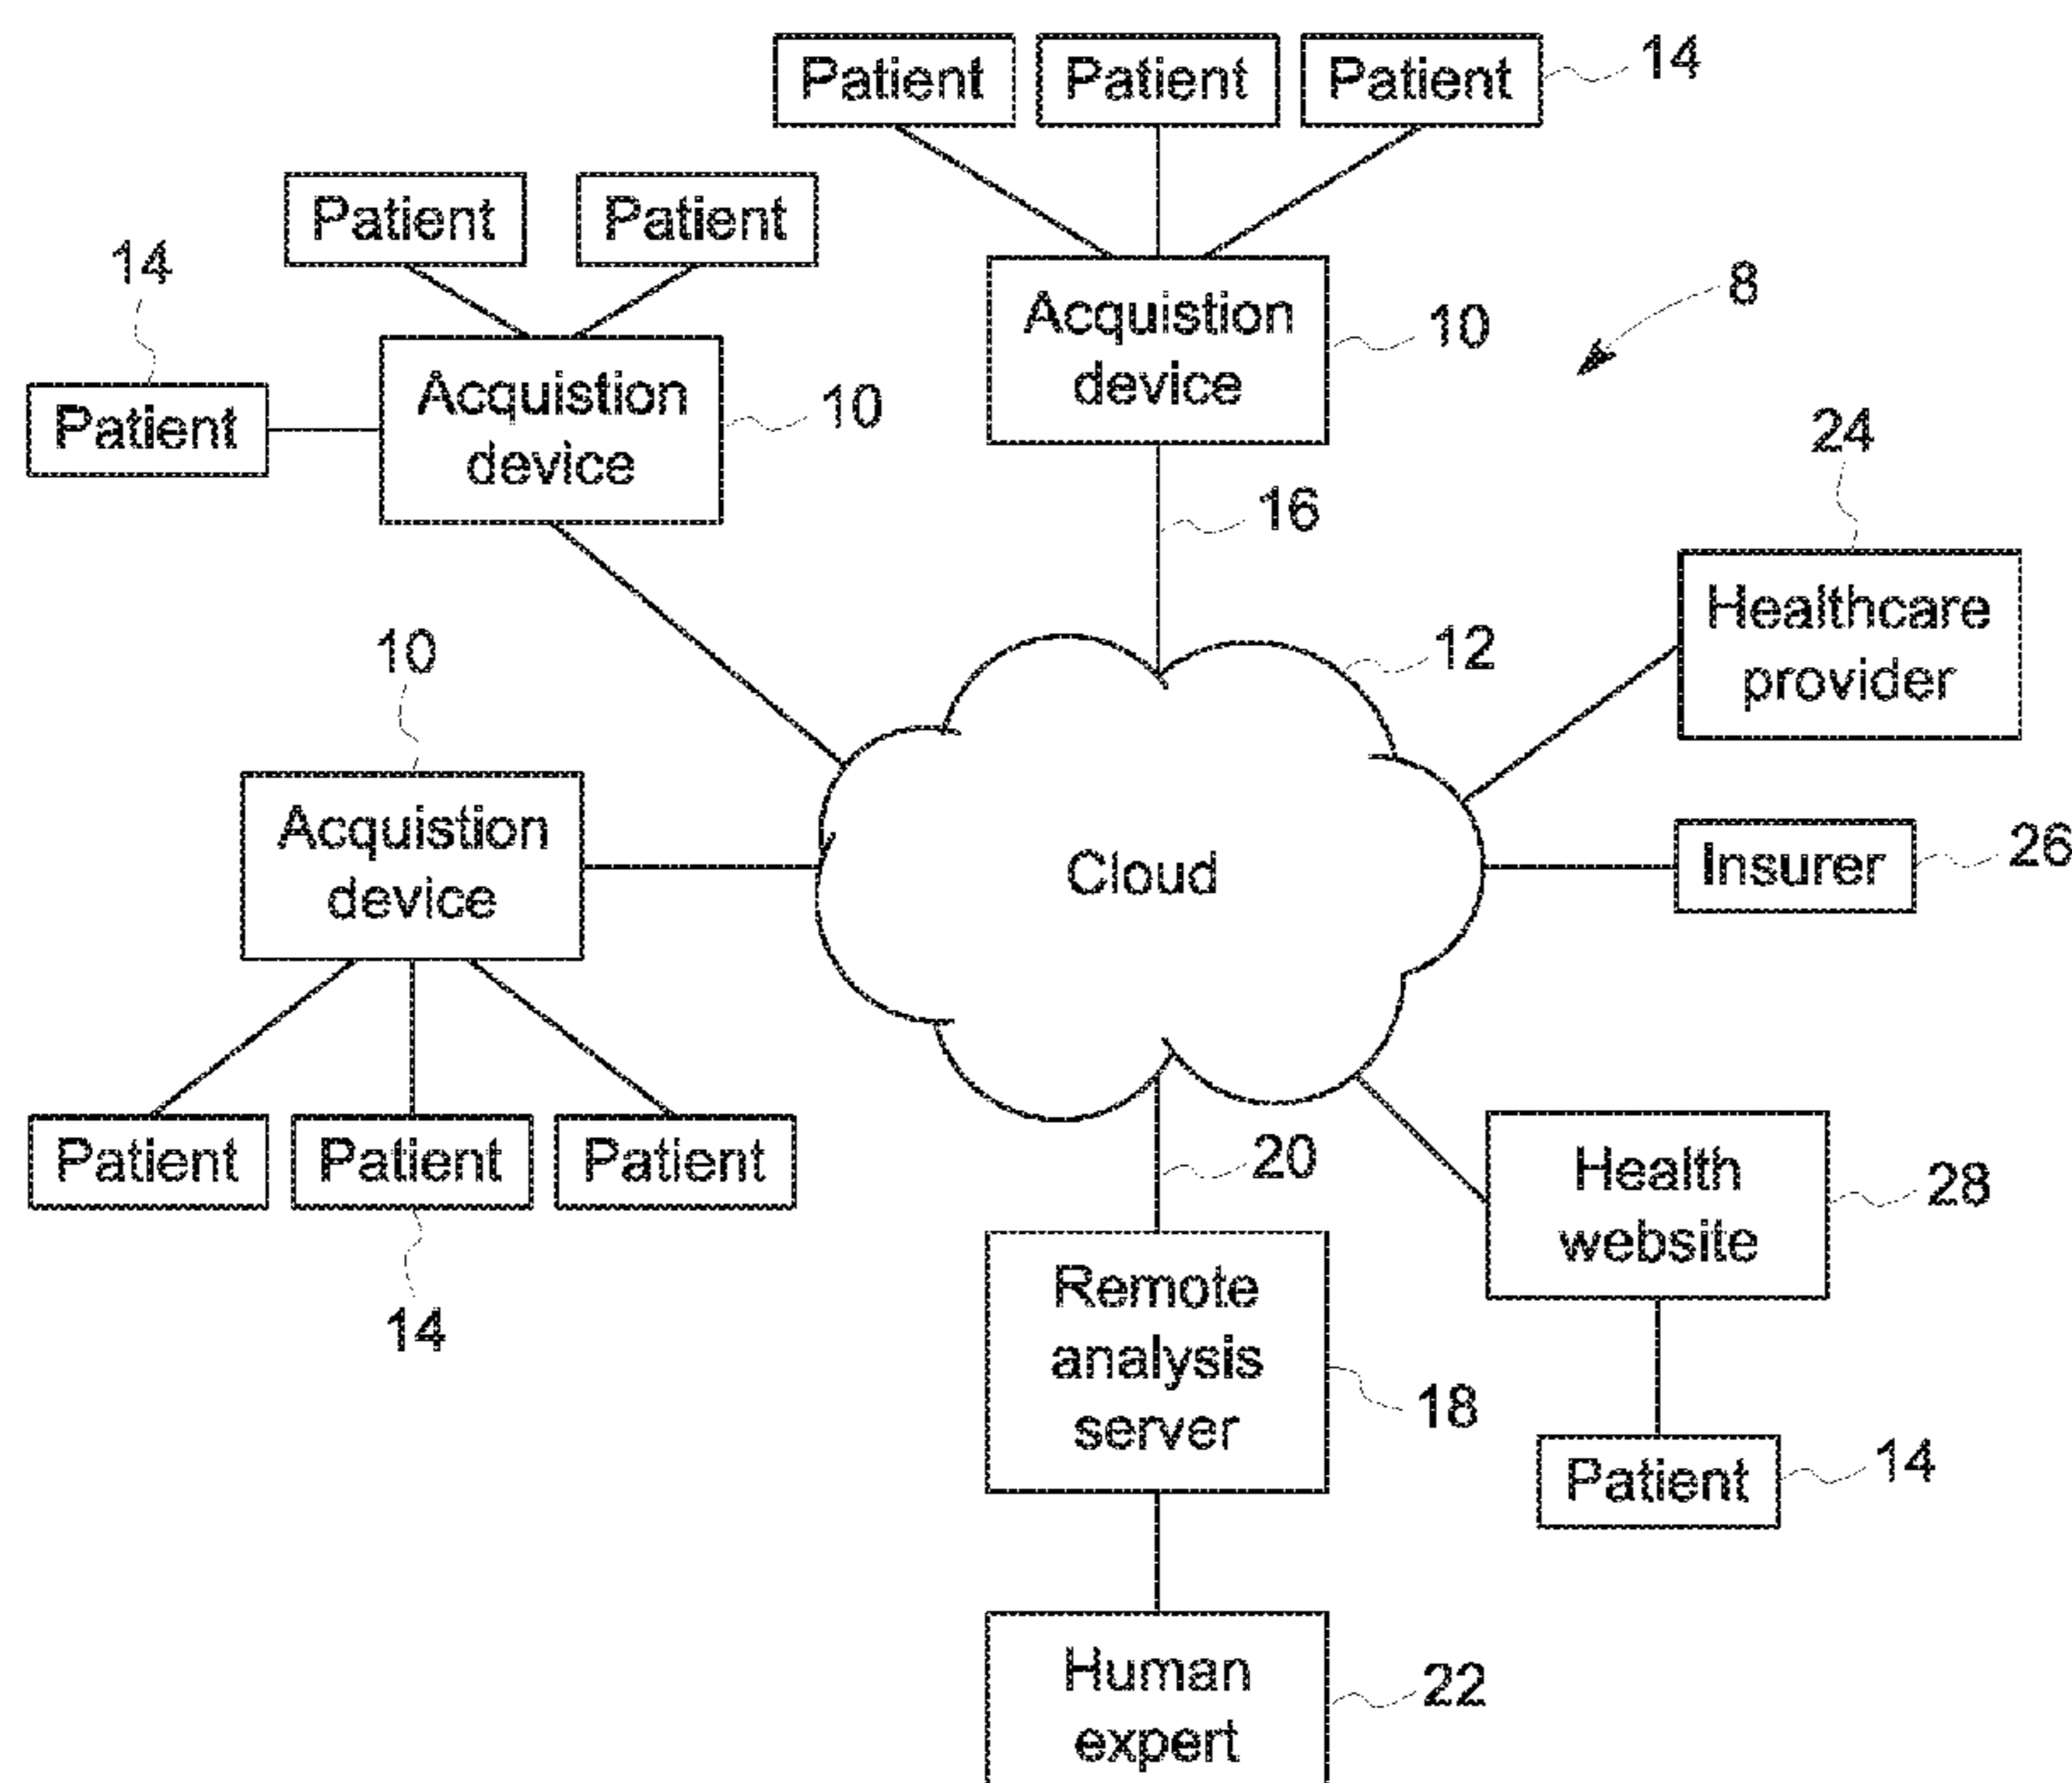 Patient
Patient
Patient
14
Patient
Patient
14
Acquistion
device
10
8
Acquistion
device
10
Patient
24
16
Healthcare
provider
12
10
Acquistion
device
Cloud
Insurer
26
Patient
Patient
Patient
14
20
Health
website
28
Remote
analysis
server
18
Patient
14
Human
expert
22